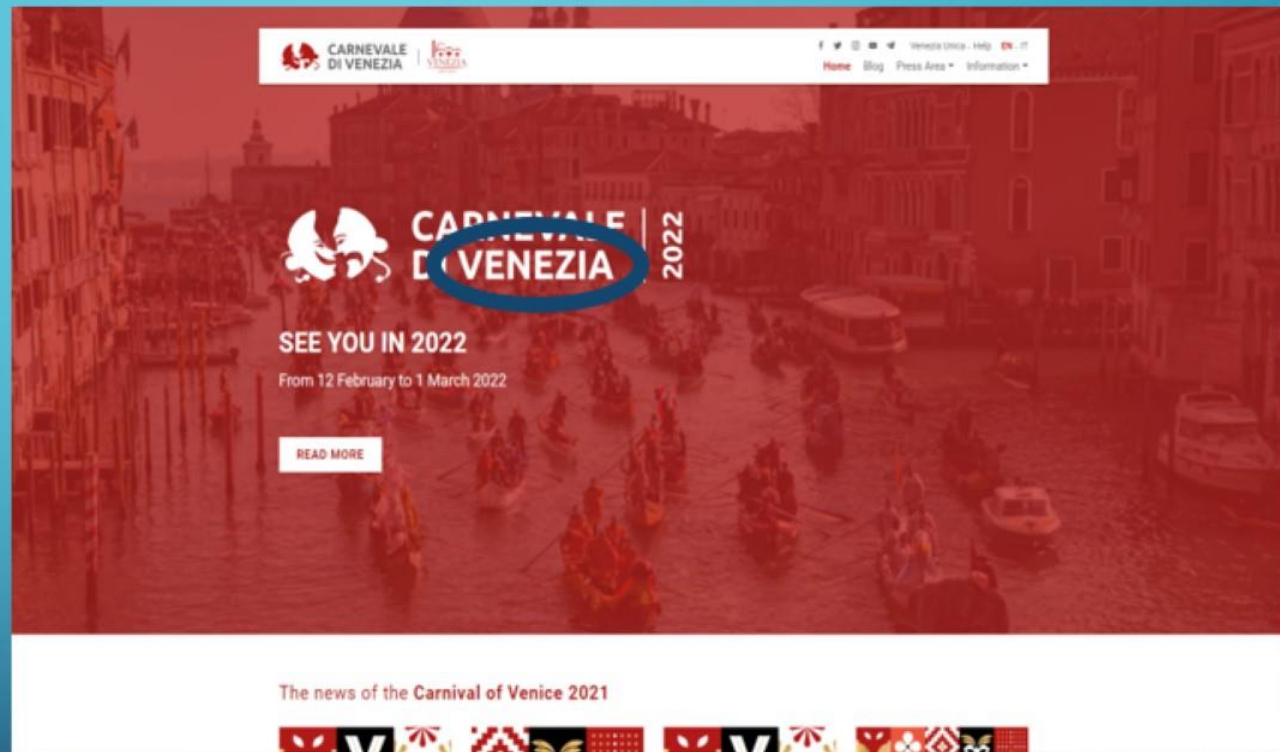 CARNEVALE
DI VENEZIA
VENEZIA
Venezia Unica - Help EN - IT
Home Blog Press Area Information
CARNEVALE
DI VENEZIA
2022
SEE YOU IN 2022
From 12 February to 1 March 2022
READ MORE
The news of the Carnival of Venice 2021
V V